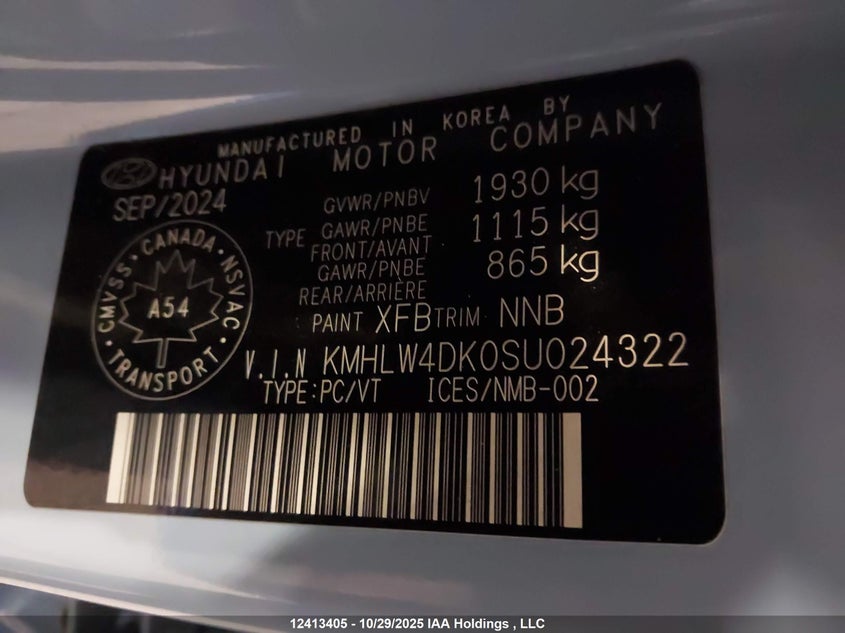 MANUFACTURED IN KOREA BY
HYUNDAI MOTOR COMPANY
SEP/2024
GVWR/PNBV 1930 kg
TYPE GAWR/PNBE 1115 kg
FRONT/AVANT
GAWR/PNBE 865 kg
REAR/ARRIÈRE
CMVSS • CANADA • NSVAC • TRANSPORT •
A54
PAINT XFB TRIM NNB
V.I.N KMHLW4DK0SU024322
TYPE:PC/VT ICES/NMB-002
12413405 - 10/29/2025 IAA Holdings , LLC